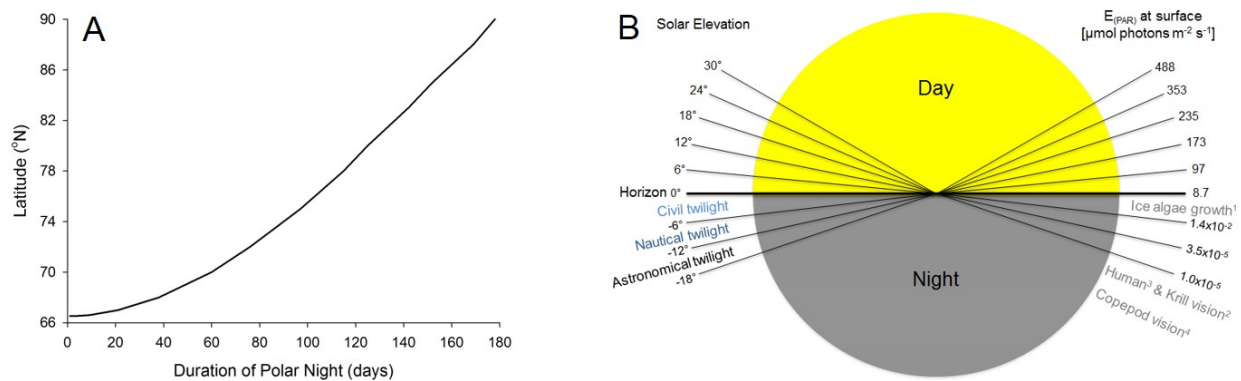 A
90
86
82
78
74
70
66
0 20 40 60 80 100 120 140 160 180
Latitude (°N)
Duration of Polar Night (days)
B
Solar Elevation
E(PAR) at surface
[µmol photons m-2 s-1]
30°
24°
18°
12°
6°
Horizon 0°
Civil twilight
-6°
Nautical twilight
-12°
Astronomical twilight
-18°
Day
Night
488
353
235
173
97
8.7
Ice algae growth¹
1.4x10-2
3.5x10-5
1.0x10-5
Human³ & Krill vision²
Copepod vision⁴